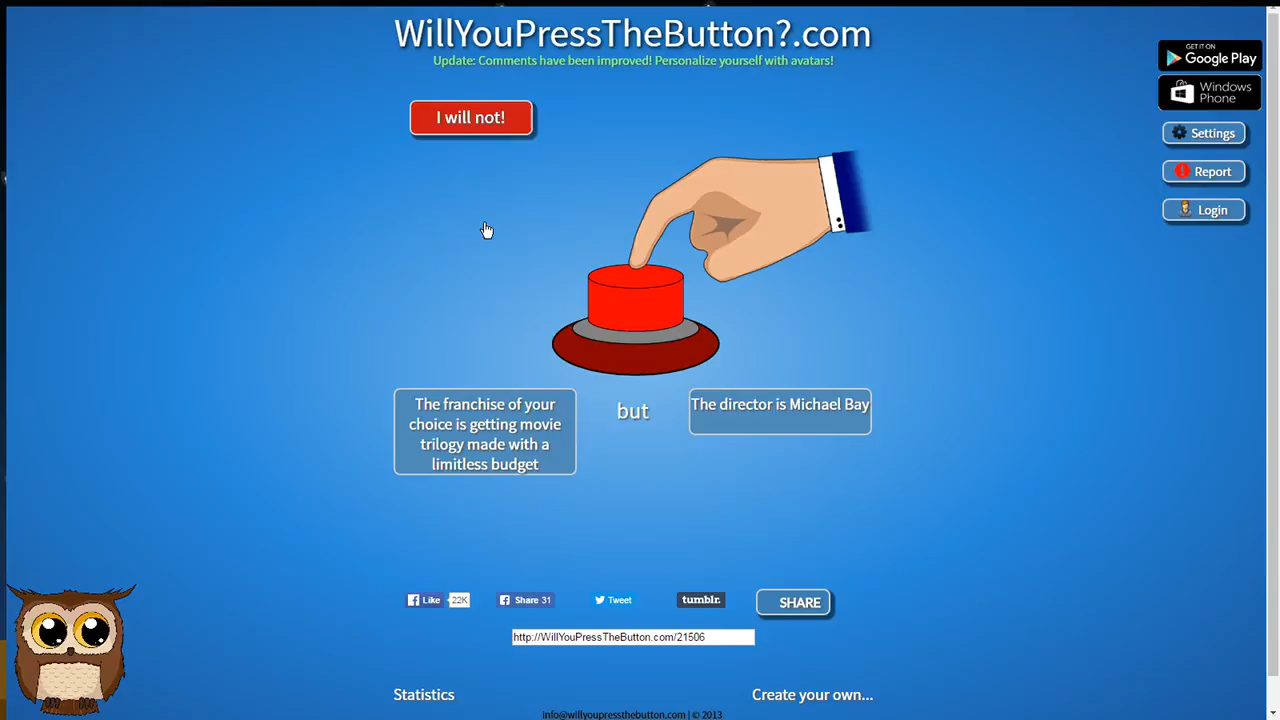 WillYouPressTheButton?.com
Update: Comments have been improved! Personalize yourself with avatars!
GET IT ON
Google Play
Windows
Phone
I will not!
Settings
Report
Login
The franchise of your
choice is getting movie
trilogy made with a
limitless budget
but
The director is Michael Bay
Like 22K
Share 31
Tweet
tumblr.
SHARE
http://WillYouPressTheButton.com/21506
Statistics
Create your own...
info@willyoupressthebutton.com | © 2013